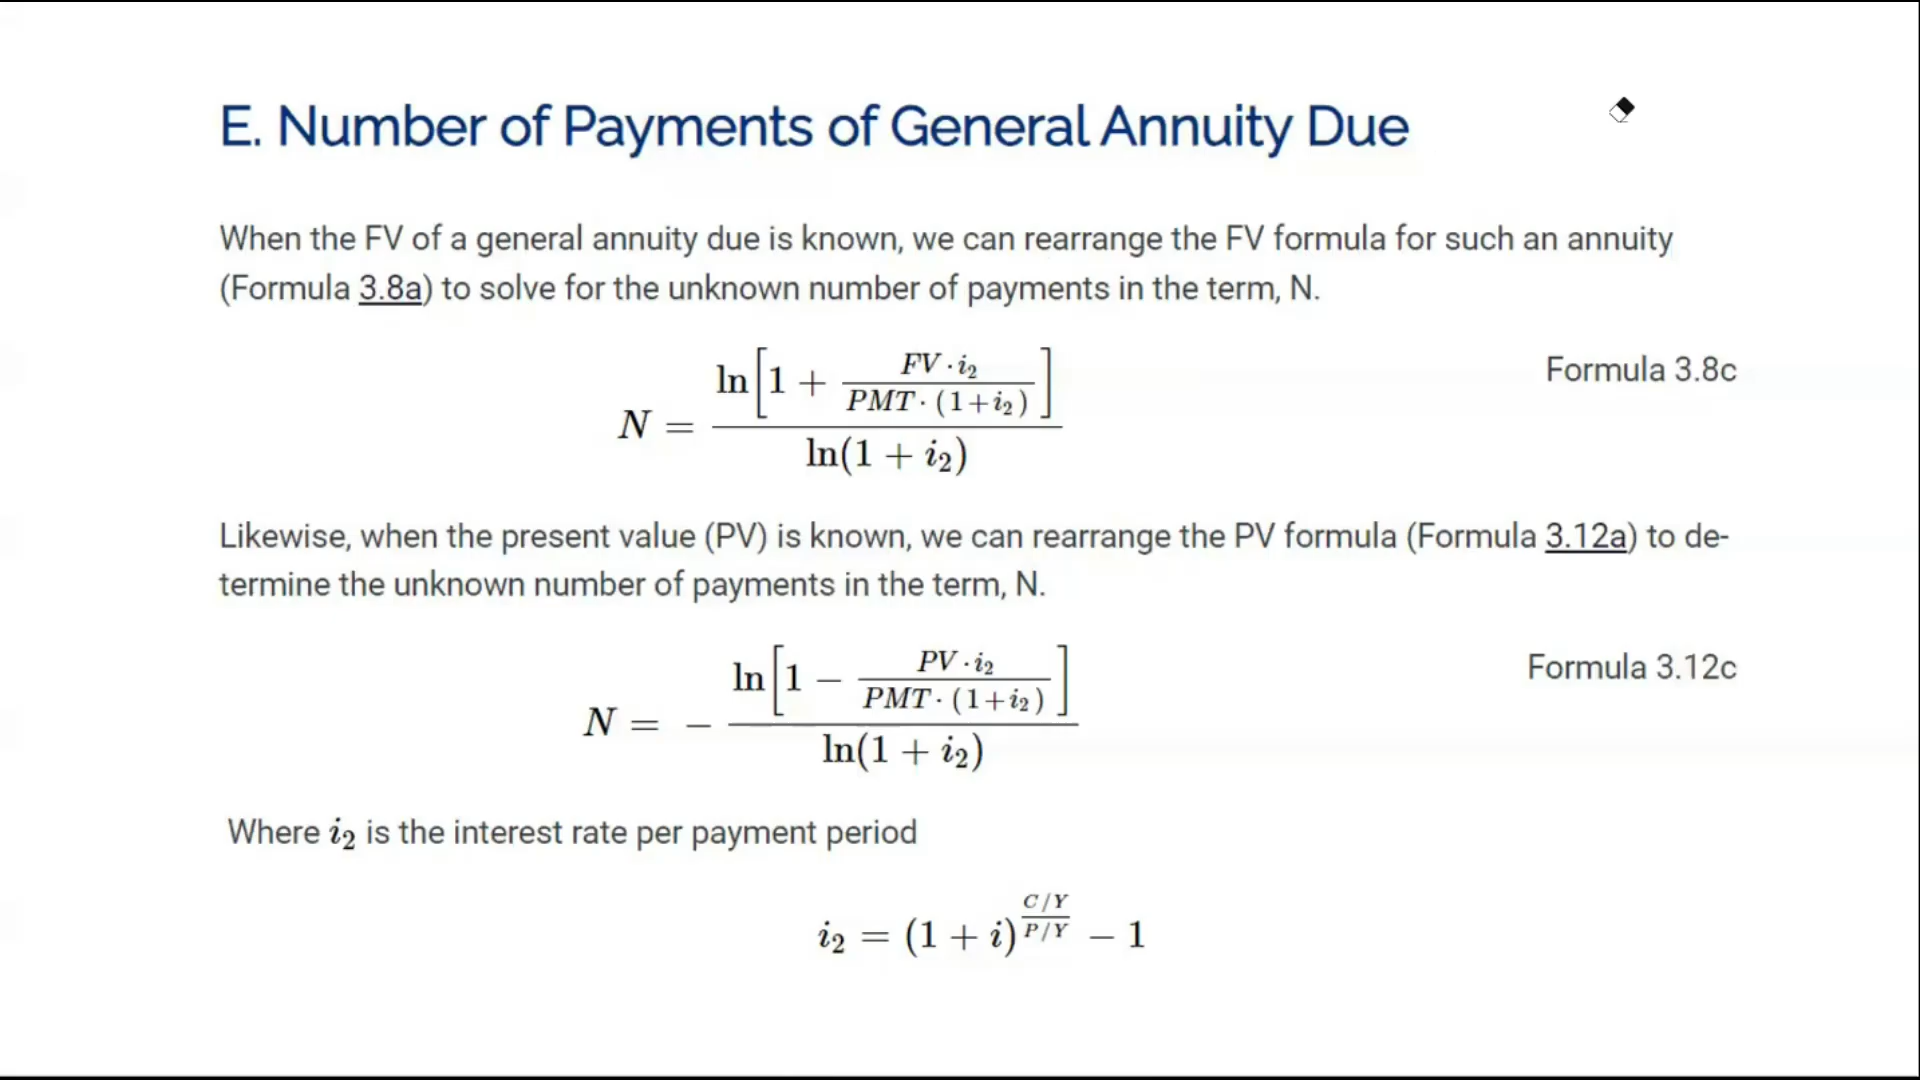 E. Number of Payments of General Annuity Due
When the FV of a general annuity due is known, we can rearrange the FV formula for such an annuity
(Formula 3.8a) to solve for the unknown number of payments in the term, N.
N = ln[1 + FV · i₂ / PMT · (1+i₂)] / ln(1 + i₂) Formula 3.8c
Likewise, when the present value (PV) is known, we can rearrange the PV formula (Formula 3.12a) to de-
termine the unknown number of payments in the term, N.
N = − ln[1 − PV · i₂ / PMT · (1+i₂)] / ln(1 + i₂) Formula 3.12c
Where i₂ is the interest rate per payment period
i₂ = (1 + i)^(C/Y / P/Y) − 1